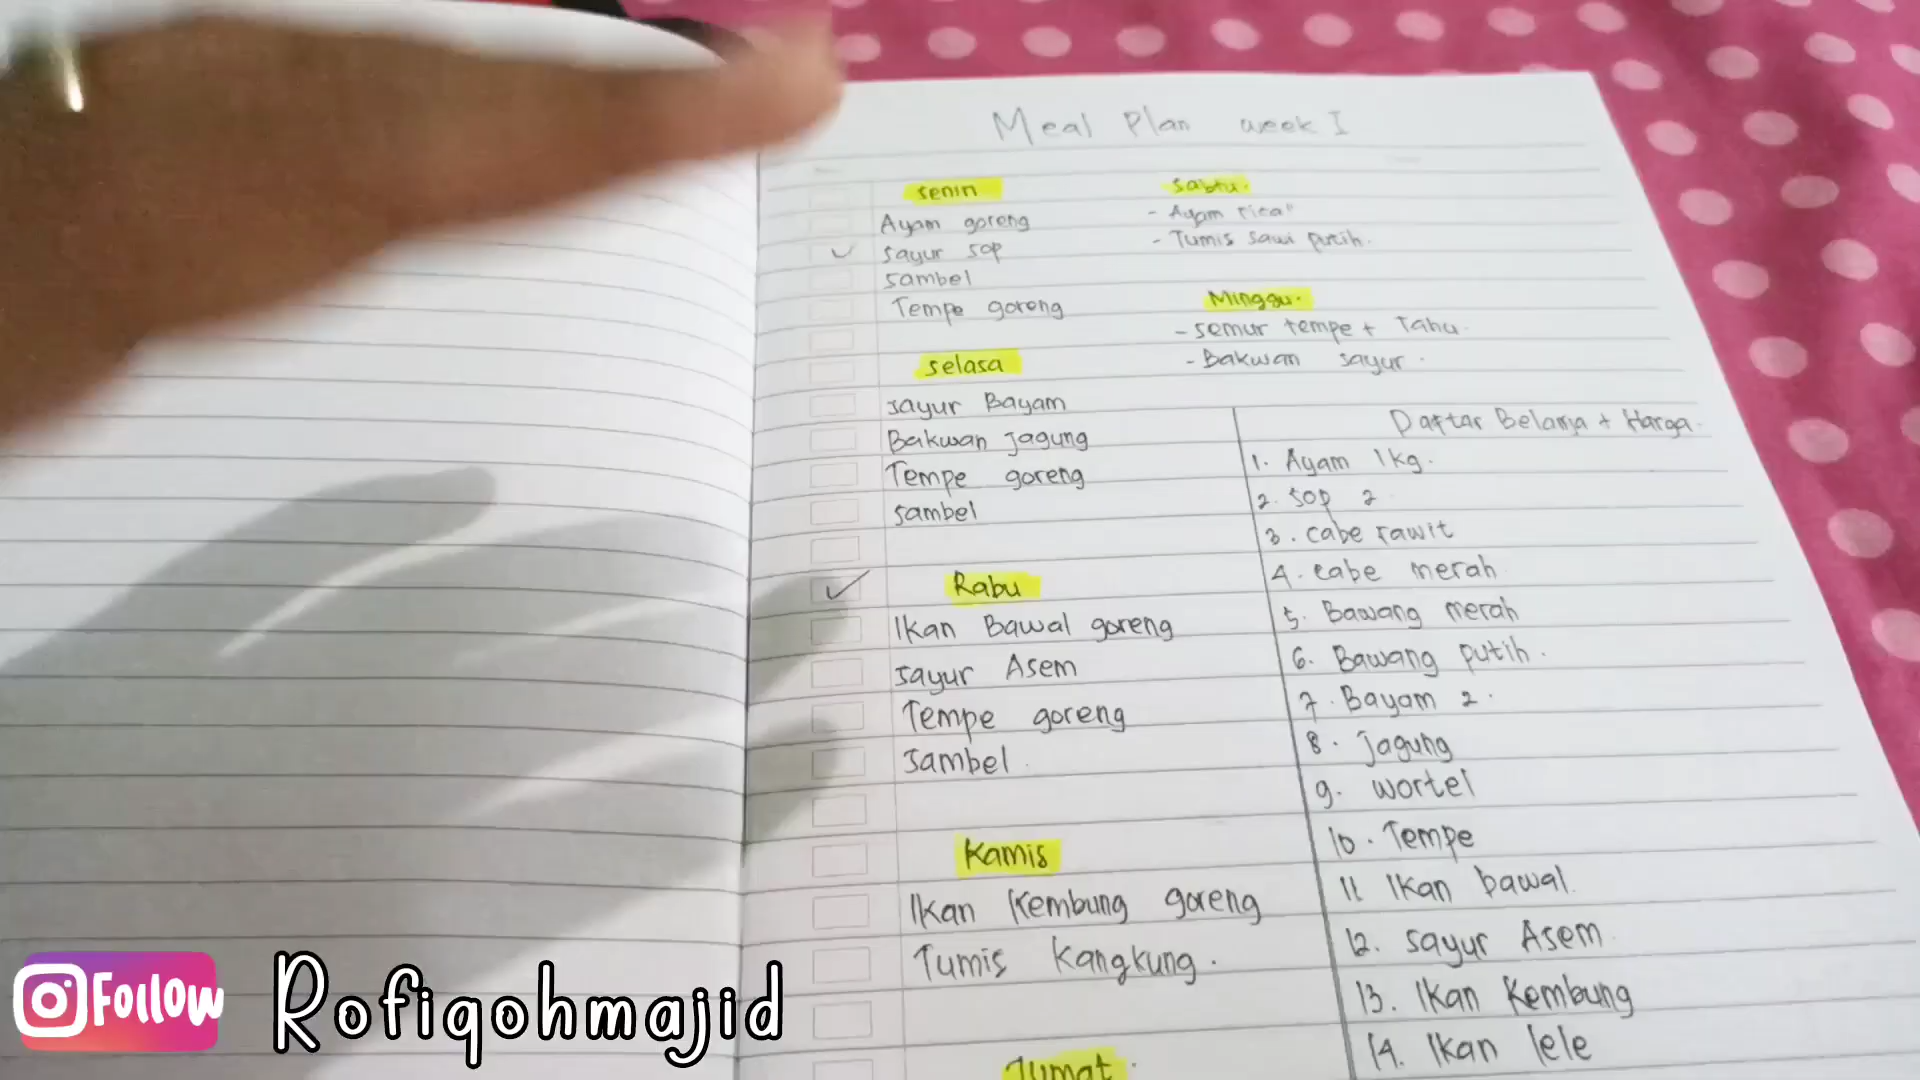 Meal Plan week I
senin
Ayam goreng
sayur sop
sambel
Tempe goreng
selasa
sayur Bayam
Bakwan jagung
Tempe goreng
sambel
Rabu
Ikan Bawal goreng
sayur Asem
Tempe goreng
sambel
Kamis
Ikan Kembung goreng
Tumis Kangkung.
Jumat.
sabtu.
- Ayam rica"
- Tumis sawi putih.
Minggu.
- semur tempe + Tahu.
- Bakwan sayur.
Daftar Belanja + Harga.
1. Ayam 1kg.
2. sop 2
3. cabe rawit
4. cabe merah
5. Bawang merah
6. Bawang putih.
7. Bayam 2.
8. Jagung
9. wortel
10. Tempe
11 Ikan bawal.
12. sayur Asem.
13. Ikan Kembung
14. Ikan lele
Follow
Rofiqohmajid